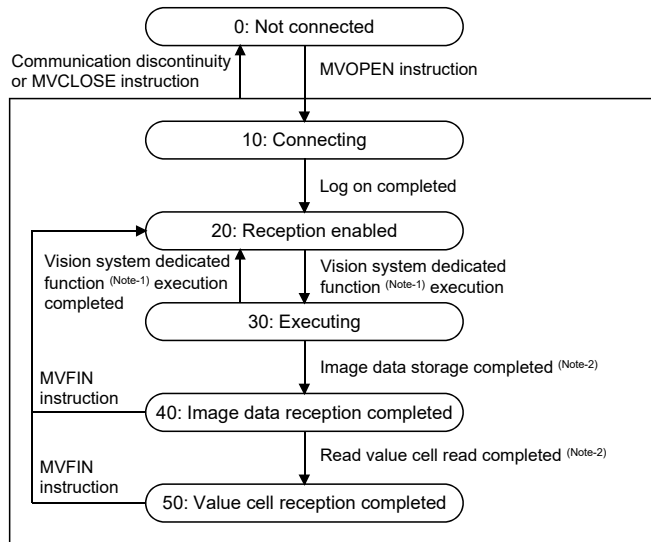 0: Not connected
Communication discontinuity
or MVCLOSE instruction
MVOPEN instruction
10: Connecting
Log on completed
20: Reception enabled
Vision system dedicated
function (Note-1) execution
completed
Vision system dedicated
function (Note-1) execution
30: Executing
Image data storage completed (Note-2)
MVFIN
instruction
40: Image data reception completed
Read value cell read completed (Note-2)
MVFIN
instruction
50: Value cell reception completed